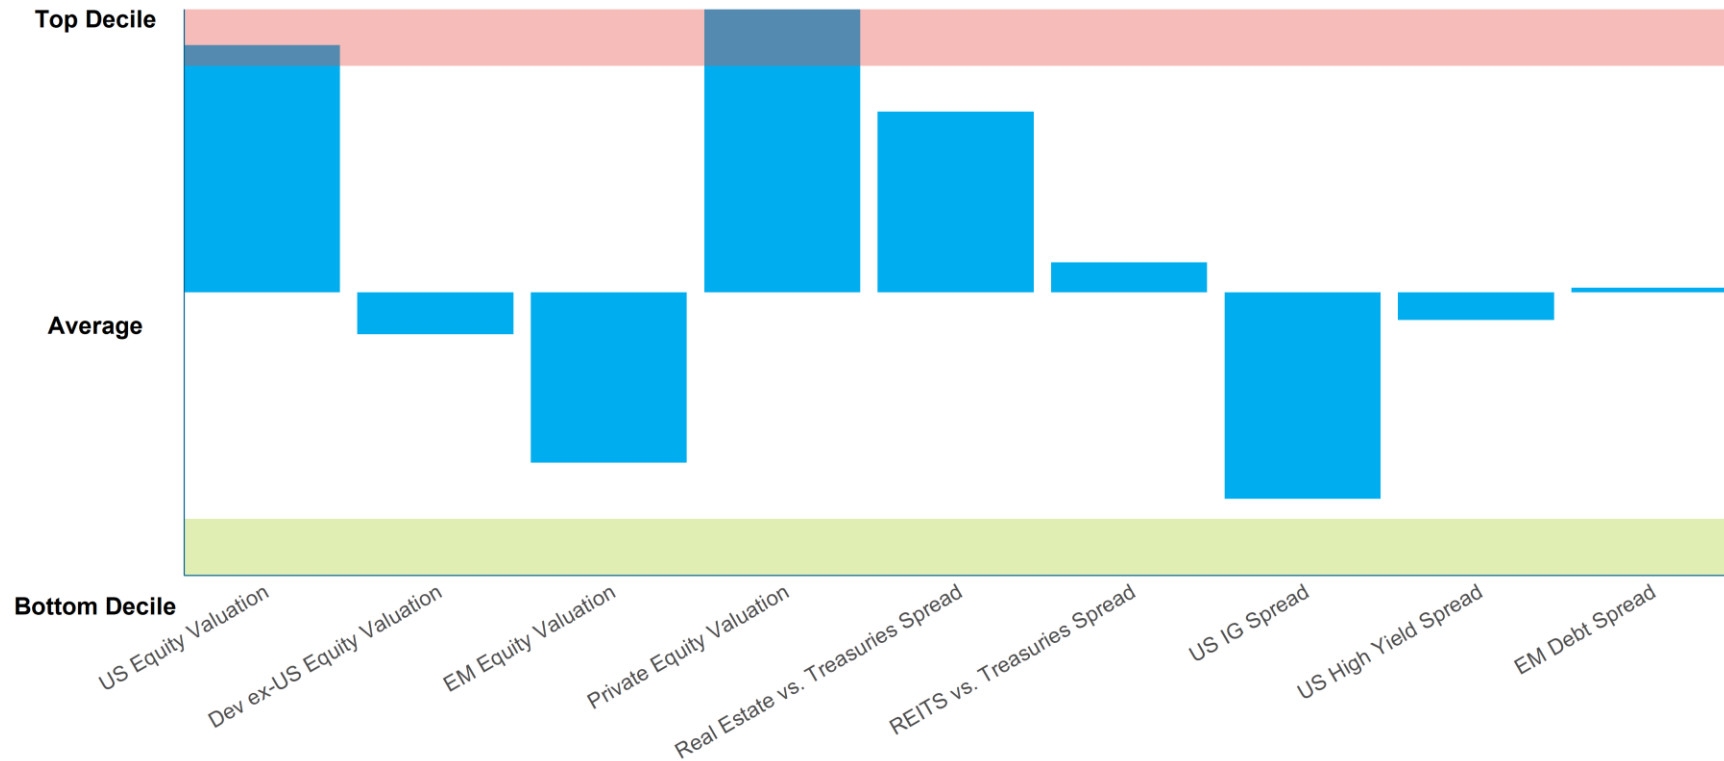 Top Decile
Average
Bottom Decile
US Equity Valuation
Dev ex-US Equity Valuation
EM Equity Valuation
Private Equity Valuation
Real Estate vs. Treasuries Spread
REITS vs. Treasuries Spread
US IG Spread
US High Yield Spread
EM Debt Spread